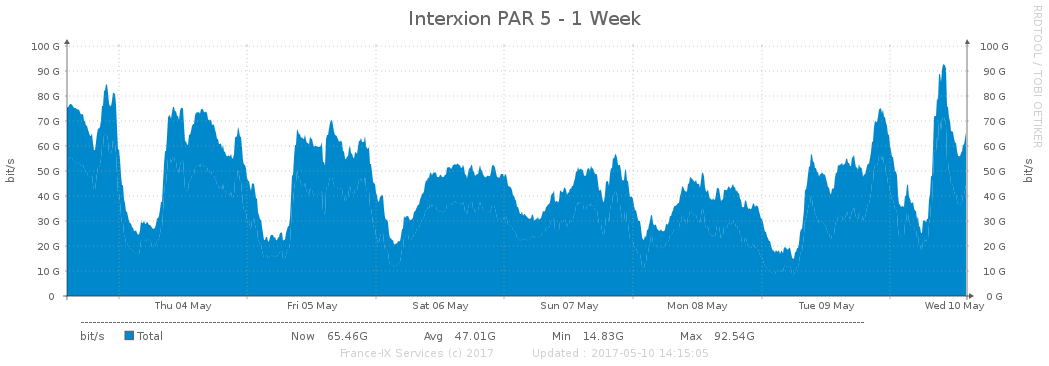 Interxion PAR 5 - 1 Week
RRDTOOL / TOBI OETIKER
100 G 100 G
90 G 90 G
80 G 80 G
70 G 70 G
60 G 60 G
50 G 50 G
40 G 40 G
30 G 30 G
20 G 20 G
10 G 10 G
0 0 G
bit/s
bit/s
Thu 04 May Fri 05 May Sat 06 May Sun 07 May Mon 08 May Tue 09 May Wed 10 May
bit/s Total Now 65.46G Avg 47.01G Min 14.83G Max 92.54G
France-IX Services (c) 2017 Updated : 2017-05-10 14:15:05